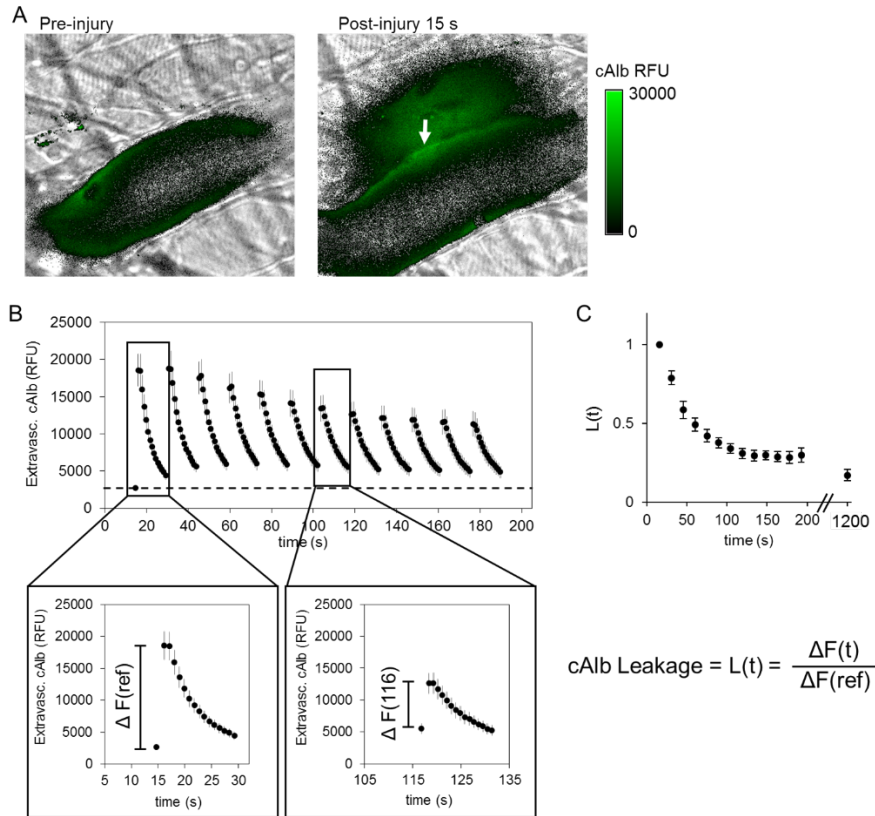 A
Pre-injury
Post-injury 15 s
cAlb RFU
30000
0
B
Extravasc. cAlb (RFU)
25000
20000
15000
10000
5000
0
0 20 40 60 80 100 120 140 160 180 200
time (s)
C
L(t)
1
0.5
0
0 50 100 150 200 1200
time (s)
Extravasc. cAlb (RFU)
25000
20000
15000
10000
5000
0
Δ F(ref)
5 10 15 20 25 30 35
time (s)
Extravasc. cAlb (RFU)
25000
20000
15000
10000
5000
0
Δ F(116)
105 115 125 135
time (s)
cAlb Leakage = L(t) = ΔF(t)
ΔF(ref)